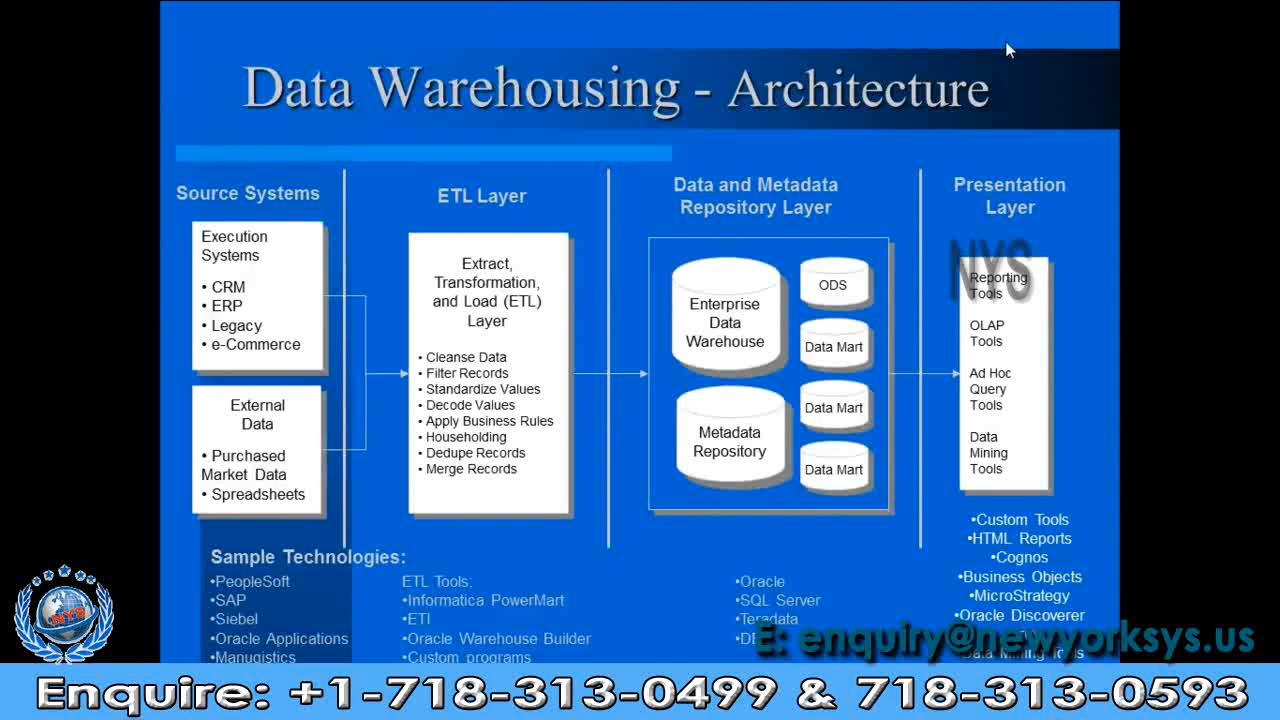 Data Warehousing - Architecture
Source Systems
Execution
Systems
• CRM
• ERP
• Legacy
• e-Commerce
External
Data
• Purchased
Market Data
• Spreadsheets
ETL Layer
Extract,
Transformation,
and Load (ETL)
Layer
• Cleanse Data
• Filter Records
• Standardize Values
• Decode Values
• Apply Business Rules
• Householding
• Dedupe Records
• Merge Records
Data and Metadata
Repository Layer
Enterprise
Data
Warehouse
Metadata
Repository
ODS
Data Mart
Data Mart
Data Mart
Presentation
Layer
NYS
Reporting
Tools
OLAP
Tools
Ad Hoc
Query
Tools
Data
Mining
Tools
Sample Technologies:
•PeopleSoft
•SAP
•Siebel
•Oracle Applications
•Manugistics
ETL Tools:
•Informatica PowerMart
•ETI
•Oracle Warehouse Builder
•Custom programs
•Oracle
•SQL Server
•Teradata
•Custom Tools
•HTML Reports
•Cognos
•Business Objects
•MicroStrategy
•Oracle Discoverer
Data Mining Tools
E: enquiry@newyorksys.us
NYS
Enquire: +1-718-313-0499 & 718-313-0593